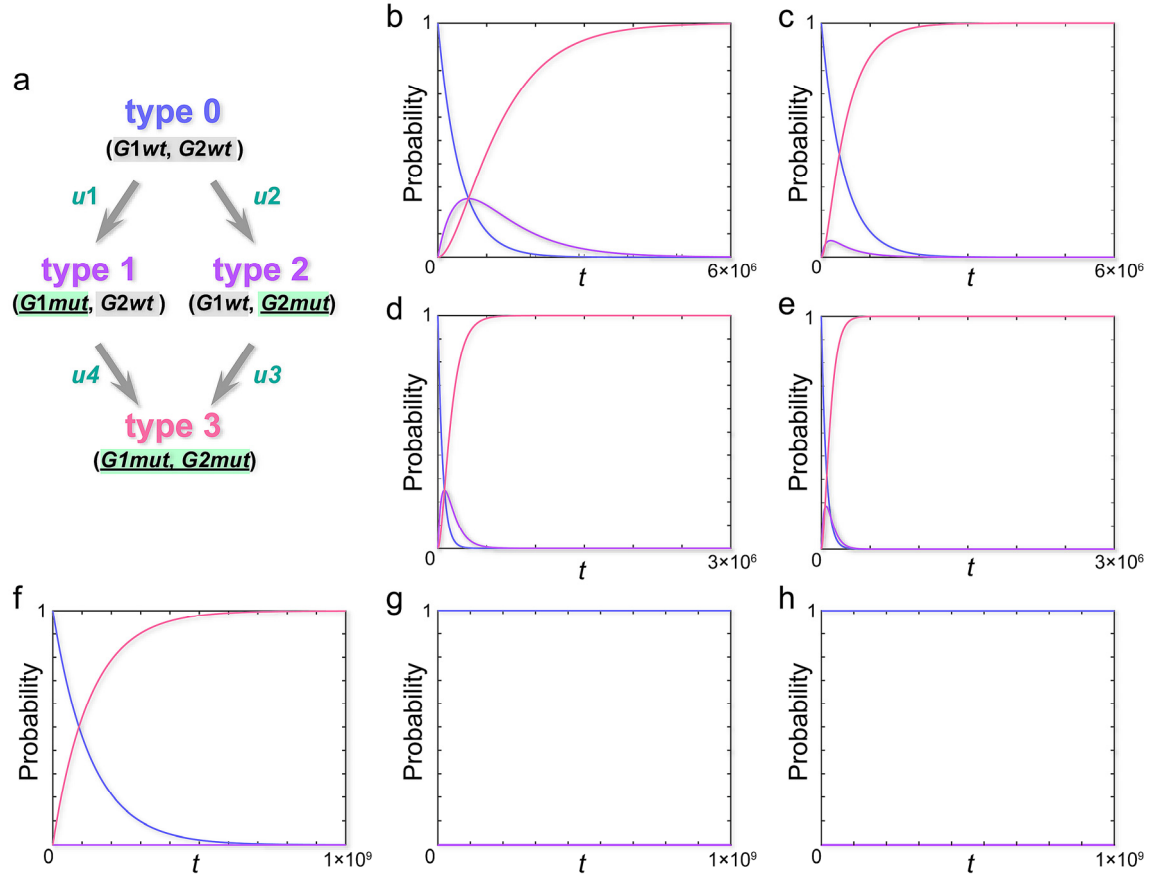 a
type 0
(G1wt, G2wt )
u1
u2
type 1
type 2
(G1mut, G2wt )
(G1wt, G2mut)
u4
u3
type 3
(G1mut, G2mut)
b
1
Probability
0
t
6×10⁶
c
1
Probability
0
t
6×10⁶
d
Probability
0
t
3×10⁶
e
Probability
0
t
3×10⁶
f
1
Probability
0
t
1×10⁹
g
1
Probability
0
t
1×10⁹
h
1
Probability
0
t
1×10⁹